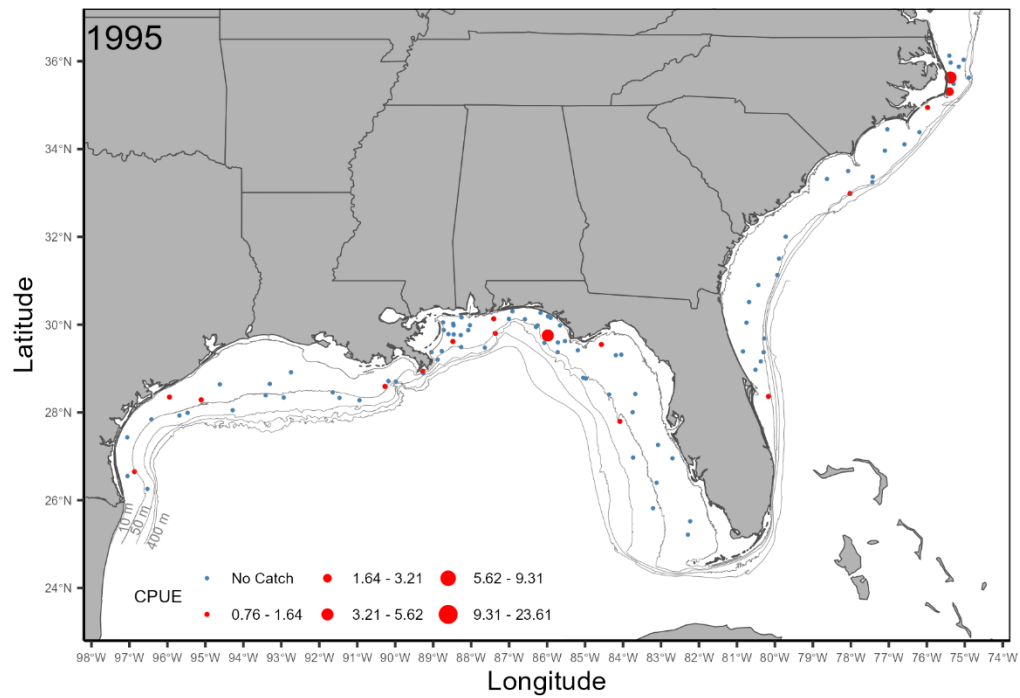 1995
36°N
34°N
32°N
30°N
28°N
26°N
24°N
Latitude
10 m
50 m
400 m
CPUE
No Catch
1.64 - 3.21
5.62 - 9.31
0.76 - 1.64
3.21 - 5.62
9.31 - 23.61
98°W 97°W 96°W 95°W 94°W 93°W 92°W 91°W 90°W 89°W 88°W 87°W 86°W 85°W 84°W 83°W 82°W 81°W 80°W 79°W 78°W 77°W 76°W 75°W 74°W
Longitude